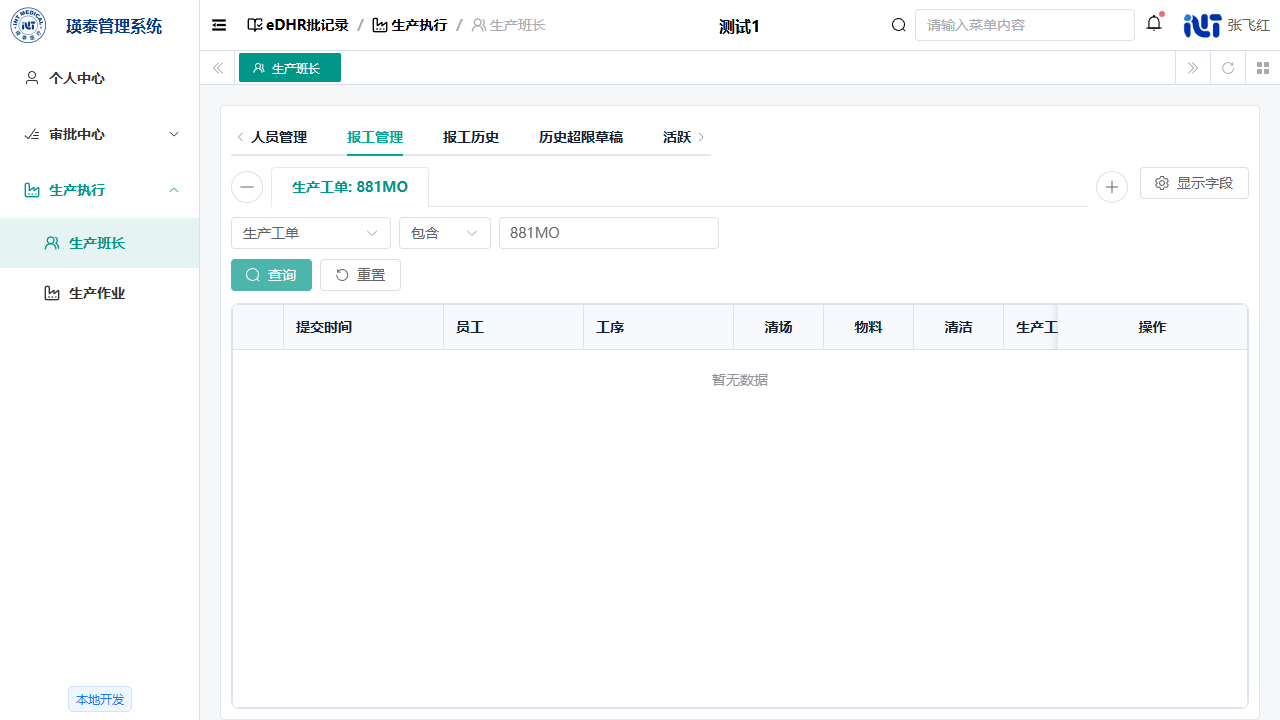 瑛泰管理系统
eDHR批记录 / 生产执行 / 生产班长
测试1
请输入菜单内容
张飞红
个人中心
审批中心
生产执行
生产班长
生产作业
本地开发
生产班长
人员管理
报工管理
报工历史
历史超限草稿
活跃
生产工单: 881MO
显示字段
生产工单
包含
881MO
查询
重置
提交时间
员工
工序
清场
物料
清洁
生产工
操作
暂无数据